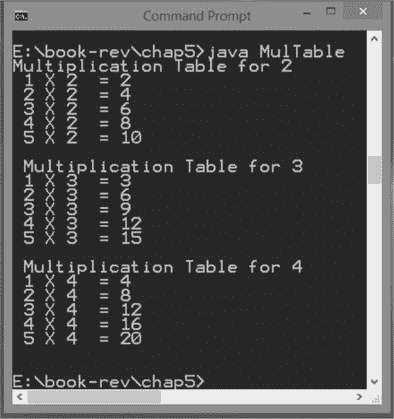 Command Prompt
E:\book-rev\chap5>java MulTable
Multiplication Table for 2
1 X 2 = 2
2 X 2 = 4
3 X 2 = 6
4 X 2 = 8
5 X 2 = 10
Multiplication Table for 3
1 X 3 = 3
2 X 3 = 6
3 X 3 = 9
4 X 3 = 12
5 X 3 = 15
Multiplication Table for 4
1 X 4 = 4
2 X 4 = 8
3 X 4 = 12
4 X 4 = 16
5 X 4 = 20
E:\book-rev\chap5>